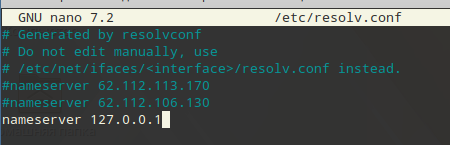 GNU nano 7.2 /etc/resolv.conf
# Generated by resolvconf
# Do not edit manually, use
# /etc/net/ifaces/<interface>/resolv.conf instead.
#nameserver 62.112.113.170
#nameserver 62.112.106.130
nameserver 127.0.0.1